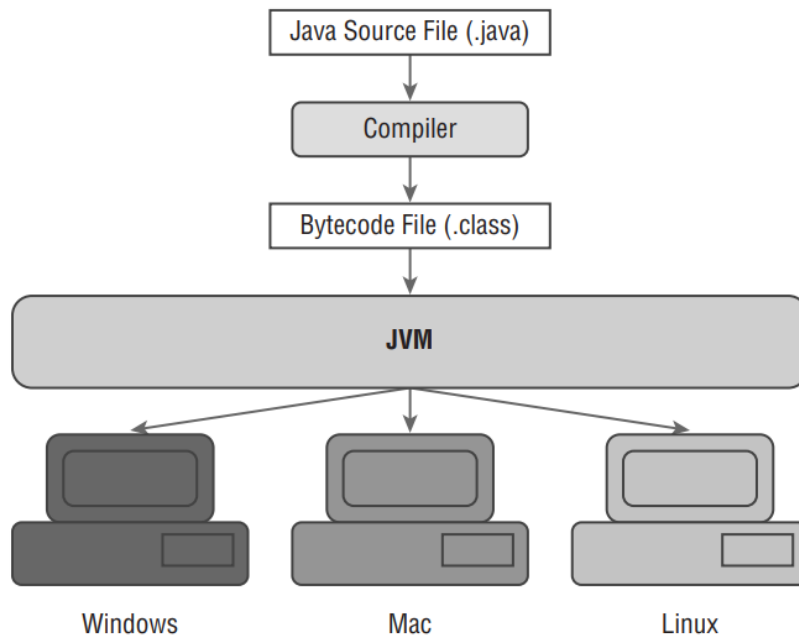 Java Source File (.java)
Compiler
Bytecode File (.class)
JVM
Windows
Mac
Linux